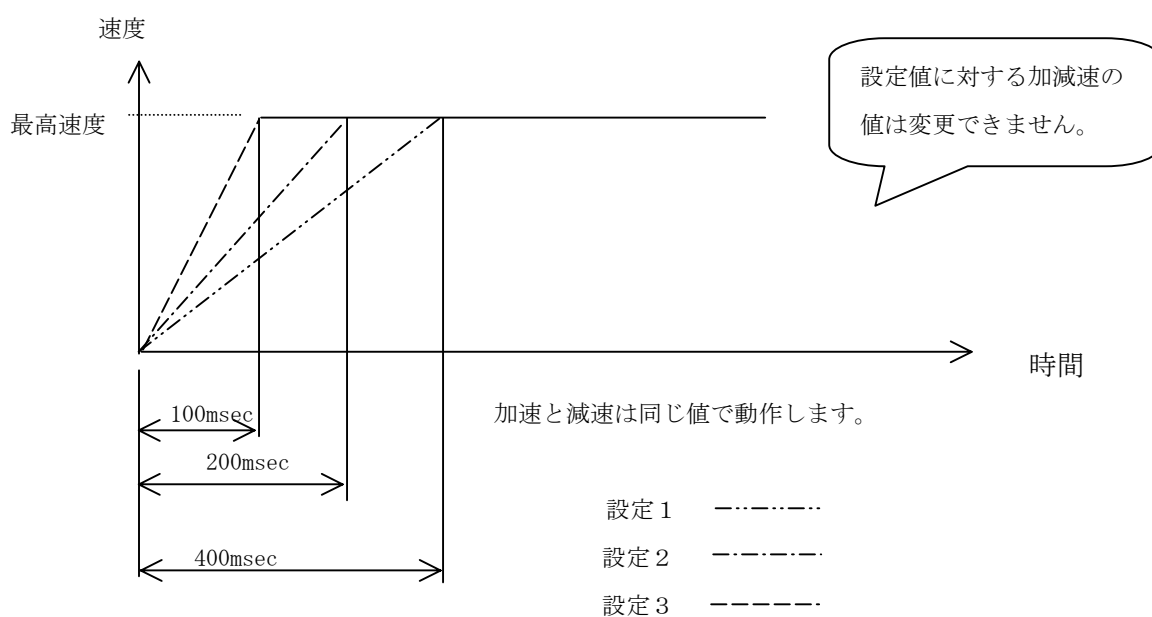 速度
設定値に対する加減速の
値は変更できません。
最高速度
時間
加速と減速は同じ値で動作します。
100msec
200msec
400msec
設定１
設定２
設定３